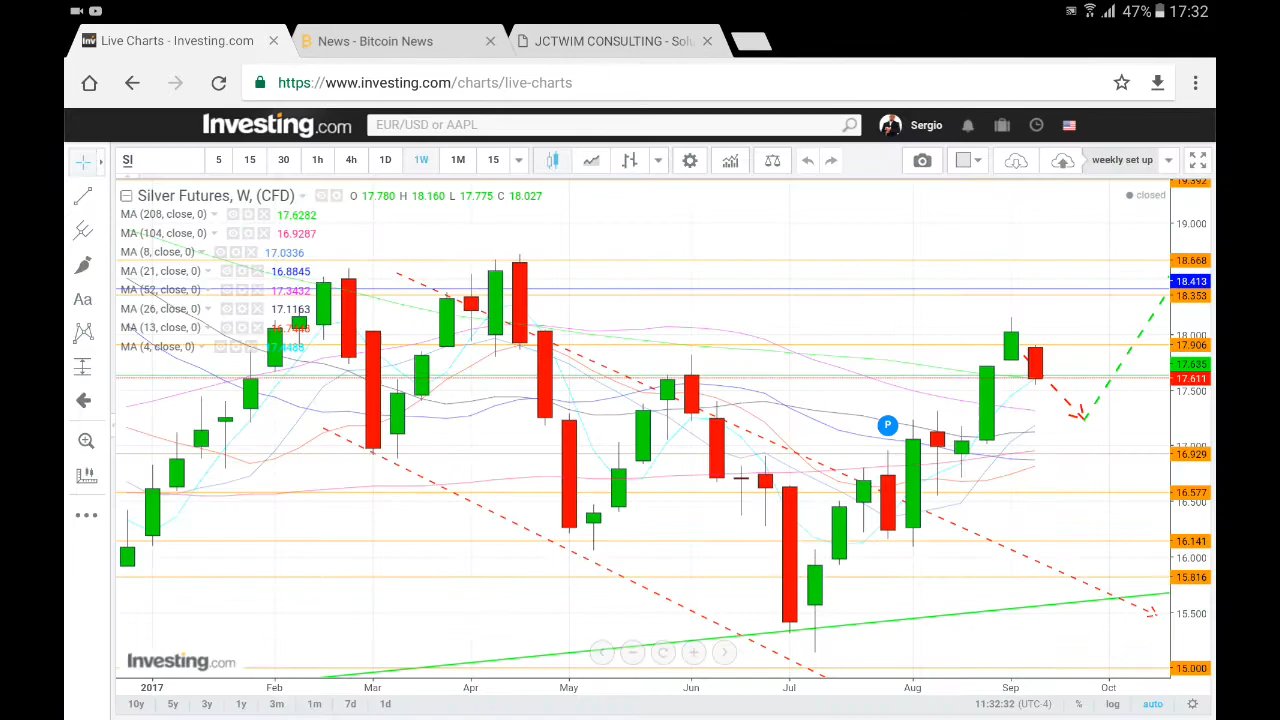 47% 17:32
Live Charts - Investing.com
News - Bitcoin News
JCTWIM CONSULTING - Solu
https://www.investing.com/charts/live-charts
Investing.com
EUR/USD or AAPL
Sergio
SI
5 15 30 1h 4h 1D 1W 1M 15
weekly set up
Silver Futures, W, (CFD) O 17.780 H 18.160 L 17.775 C 18.027
closed
MA (208, close, 0) 17.6282
MA (104, close, 0) 16.9287
MA (8, close, 0) 17.0336
MA (21, close, 0) 16.8845
MA (52, close, 0) 17.3432
MA (26, close, 0) 17.1163
MA (13, close, 0)
MA (4, close, 0)
Aa
P
19.392
19.000
18.668
18.413
18.353
18.000
17.906
17.635
17.611
17.500
17.000
16.929
16.577
16.500
16.141
16.000
15.816
15.500
15.000
Investing.com
2017 Feb Mar Apr May Jun Jul Aug Sep Oct
10y 5y 3y 1y 3m 1m 7d 1d 11:32:32 (UTC-4) % log auto